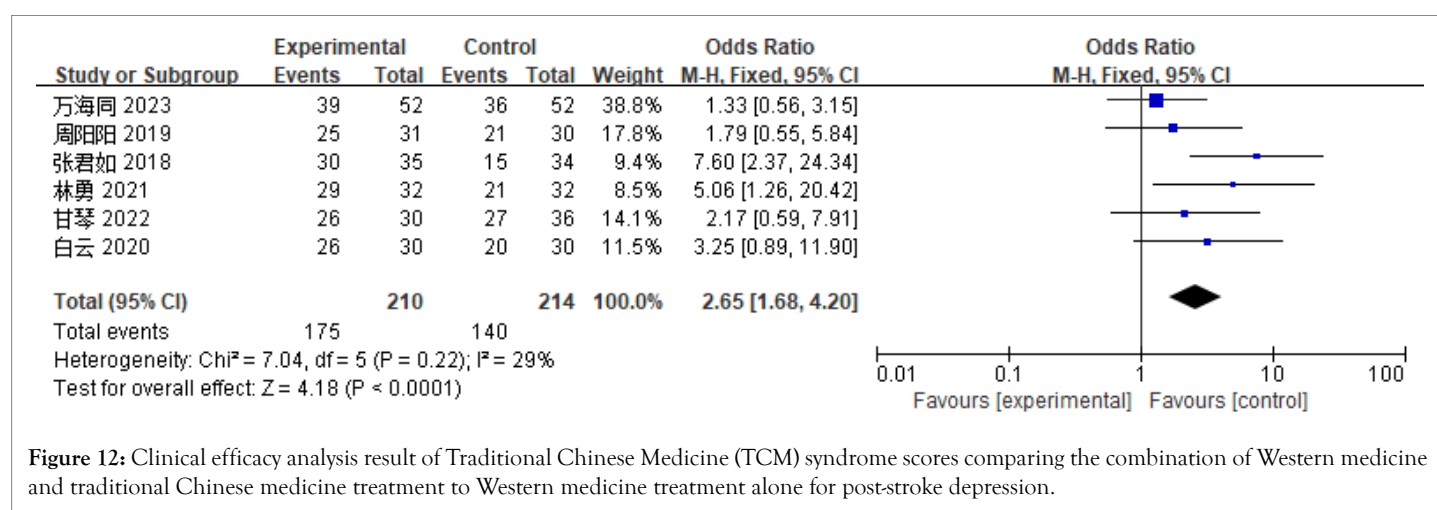 Experimental Control Odds Ratio Odds Ratio
Study or Subgroup Events Total Events Total Weight M-H, Fixed, 95% CI M-H, Fixed, 95% CI
万海同 2023 39 52 36 52 38.8% 1.33 [0.56, 3.15]
周阳阳 2019 25 31 21 30 17.8% 1.79 [0.55, 5.84]
张君如 2018 30 35 15 34 9.4% 7.60 [2.37, 24.34]
林勇 2021 29 32 21 32 8.5% 5.06 [1.26, 20.42]
甘琴 2022 26 30 27 36 14.1% 2.17 [0.59, 7.91]
白云 2020 26 30 20 30 11.5% 3.25 [0.89, 11.90]
Total (95% CI) 210 214 100.0% 2.65 [1.68, 4.20]
Total events 175 140
Heterogeneity: Chi² = 7.04, df = 5 (P = 0.22); I² = 29%
Test for overall effect: Z = 4.18 (P < 0.0001)
0.01 0.1 1 10 100
Favours [experimental] Favours [control]
Figure 12: Clinical efficacy analysis result of Traditional Chinese Medicine (TCM) syndrome scores comparing the combination of Western medicine
and traditional Chinese medicine treatment to Western medicine treatment alone for post-stroke depression.